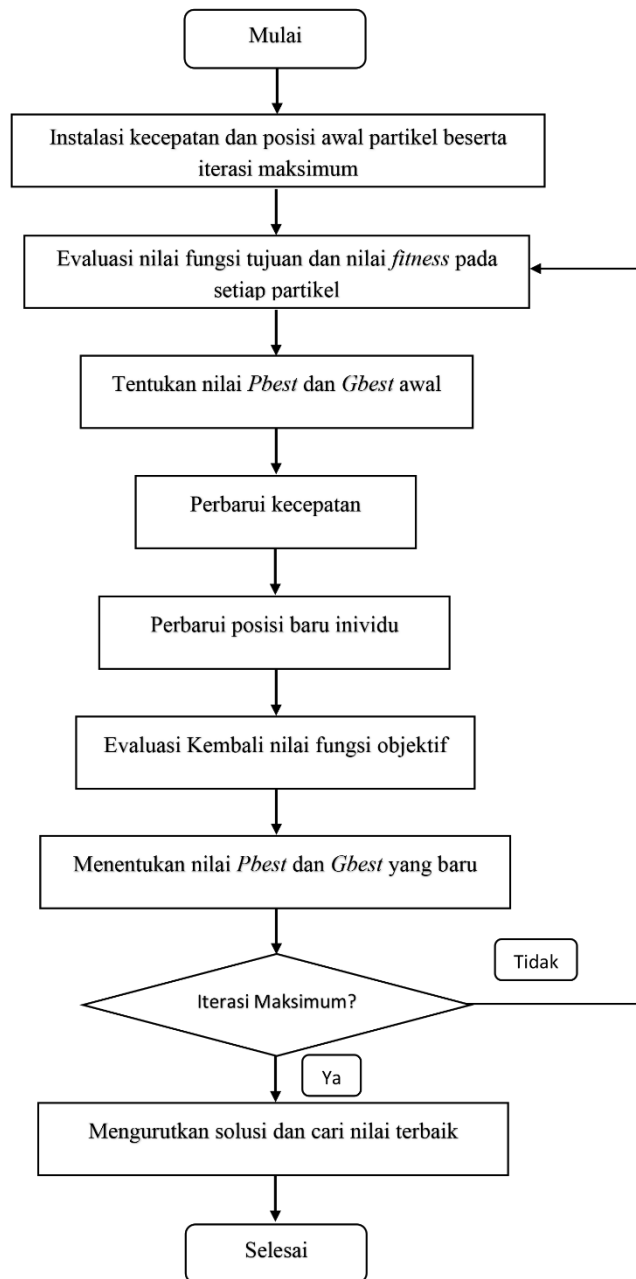 Mulai
Instalasi kecepatan dan posisi awal partikel beserta
iterasi maksimum
Evaluasi nilai fungsi tujuan dan nilai fitness pada
setiap partikel
Tentukan nilai Pbest dan Gbest awal
Perbarui kecepatan
Perbarui posisi baru inividu
Evaluasi Kembali nilai fungsi objektif
Menentukan nilai Pbest dan Gbest yang baru
Tidak
Iterasi Maksimum?
Ya
Mengurutkan solusi dan cari nilai terbaik
Selesai